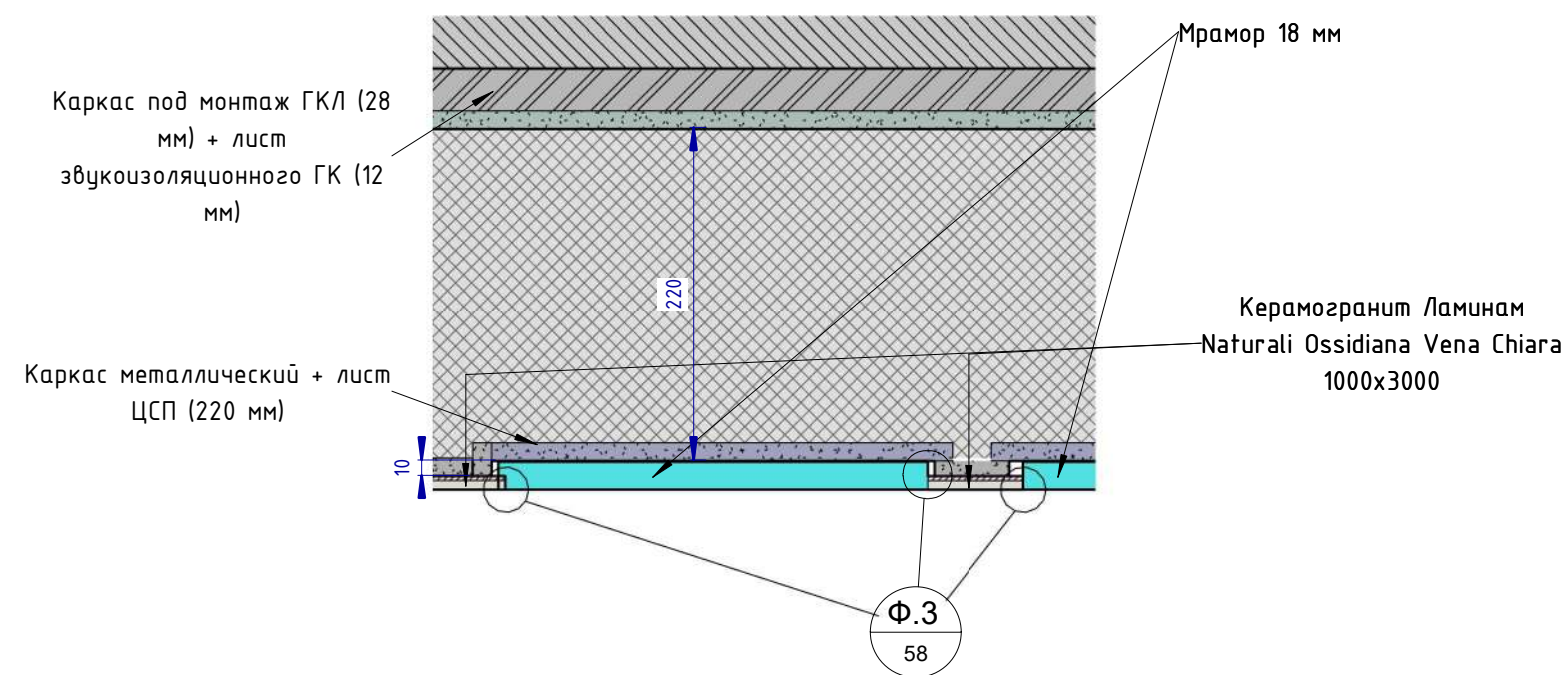 Мрамор 18 мм
Каркас под монтаж ГКЛ (28
мм) + лист
звукоизоляционного ГК (12
мм)
220
Керамогранит Ламинам
Naturali Ossidiana Vena Chiara
1000x3000
Каркас металлический + лист
ЦСП (220 мм)
10
Ф.3
58